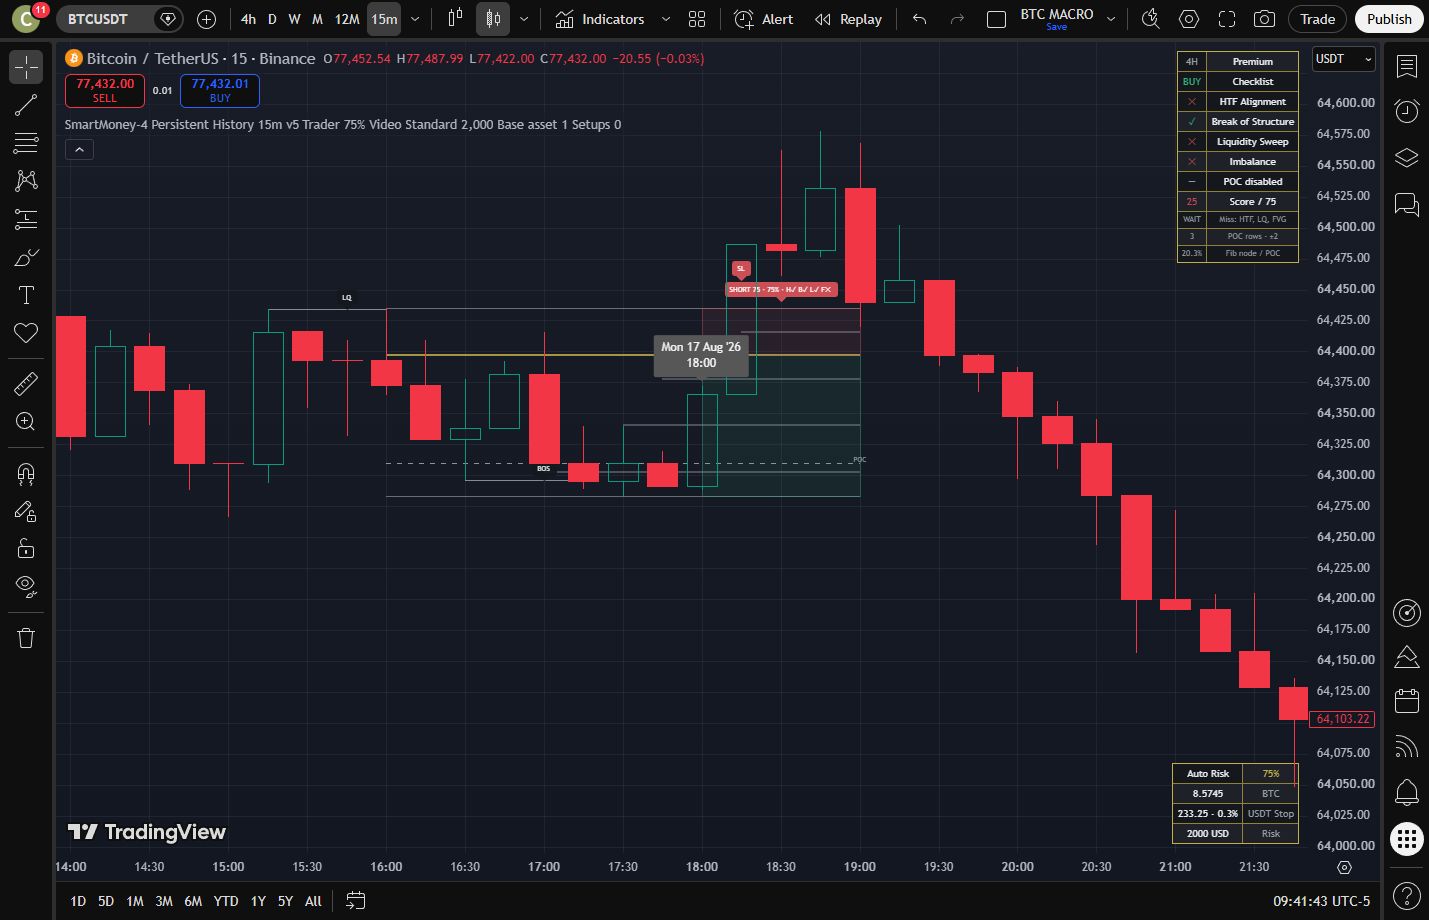 C 11 BTCUSDT 4h D W M 12M 15m Indicators Alert Replay BTC MACRO Save Trade Publish
Bitcoin / TetherUS · 15 · Binance O77,452.54 H77,487.99 L77,422.00 C77,432.00 −20.55 (−0.03%)
77,432.00 SELL 0.01 77,432.01 BUY
SmartMoney-4 Persistent History 15m v5 Trader 75% Video Standard 2,000 Base asset 1 Setups 0
USDT
4H Premium
BUY Checklist
✗ HTF Alignment
✓ Break of Structure
✗ Liquidity Sweep
✗ Imbalance
– POC disabled
25 Score / 75
WAIT Miss: HTF, LQ, FVG
3 POC rows - ±2
20.3% Fib node / POC
64,600.00
64,575.00
64,550.00
64,525.00
64,500.00
64,475.00
64,450.00
64,425.00
64,400.00
64,375.00
64,350.00
64,325.00
64,300.00
64,275.00
64,250.00
64,225.00
64,200.00
64,175.00
64,150.00
64,125.00
64,103.22
64,075.00
64,050.00
64,025.00
64,000.00
SL
SHORT 75 - 75% - H✓ B✓ L✓ F✗
LQ
Mon 17 Aug '26
18:00
BOS
POC
Auto Risk 75%
8.5745 BTC
233.25 - 0.3% USDT Stop
2000 USD Risk
TradingView
14:00 14:30 15:00 15:30 16:00 16:30 17:00 17:30 18:00 18:30 19:00 19:30 20:00 20:30 21:00 21:30
1D 5D 1M 3M 6M YTD 1Y 5Y All 09:41:43 UTC-5